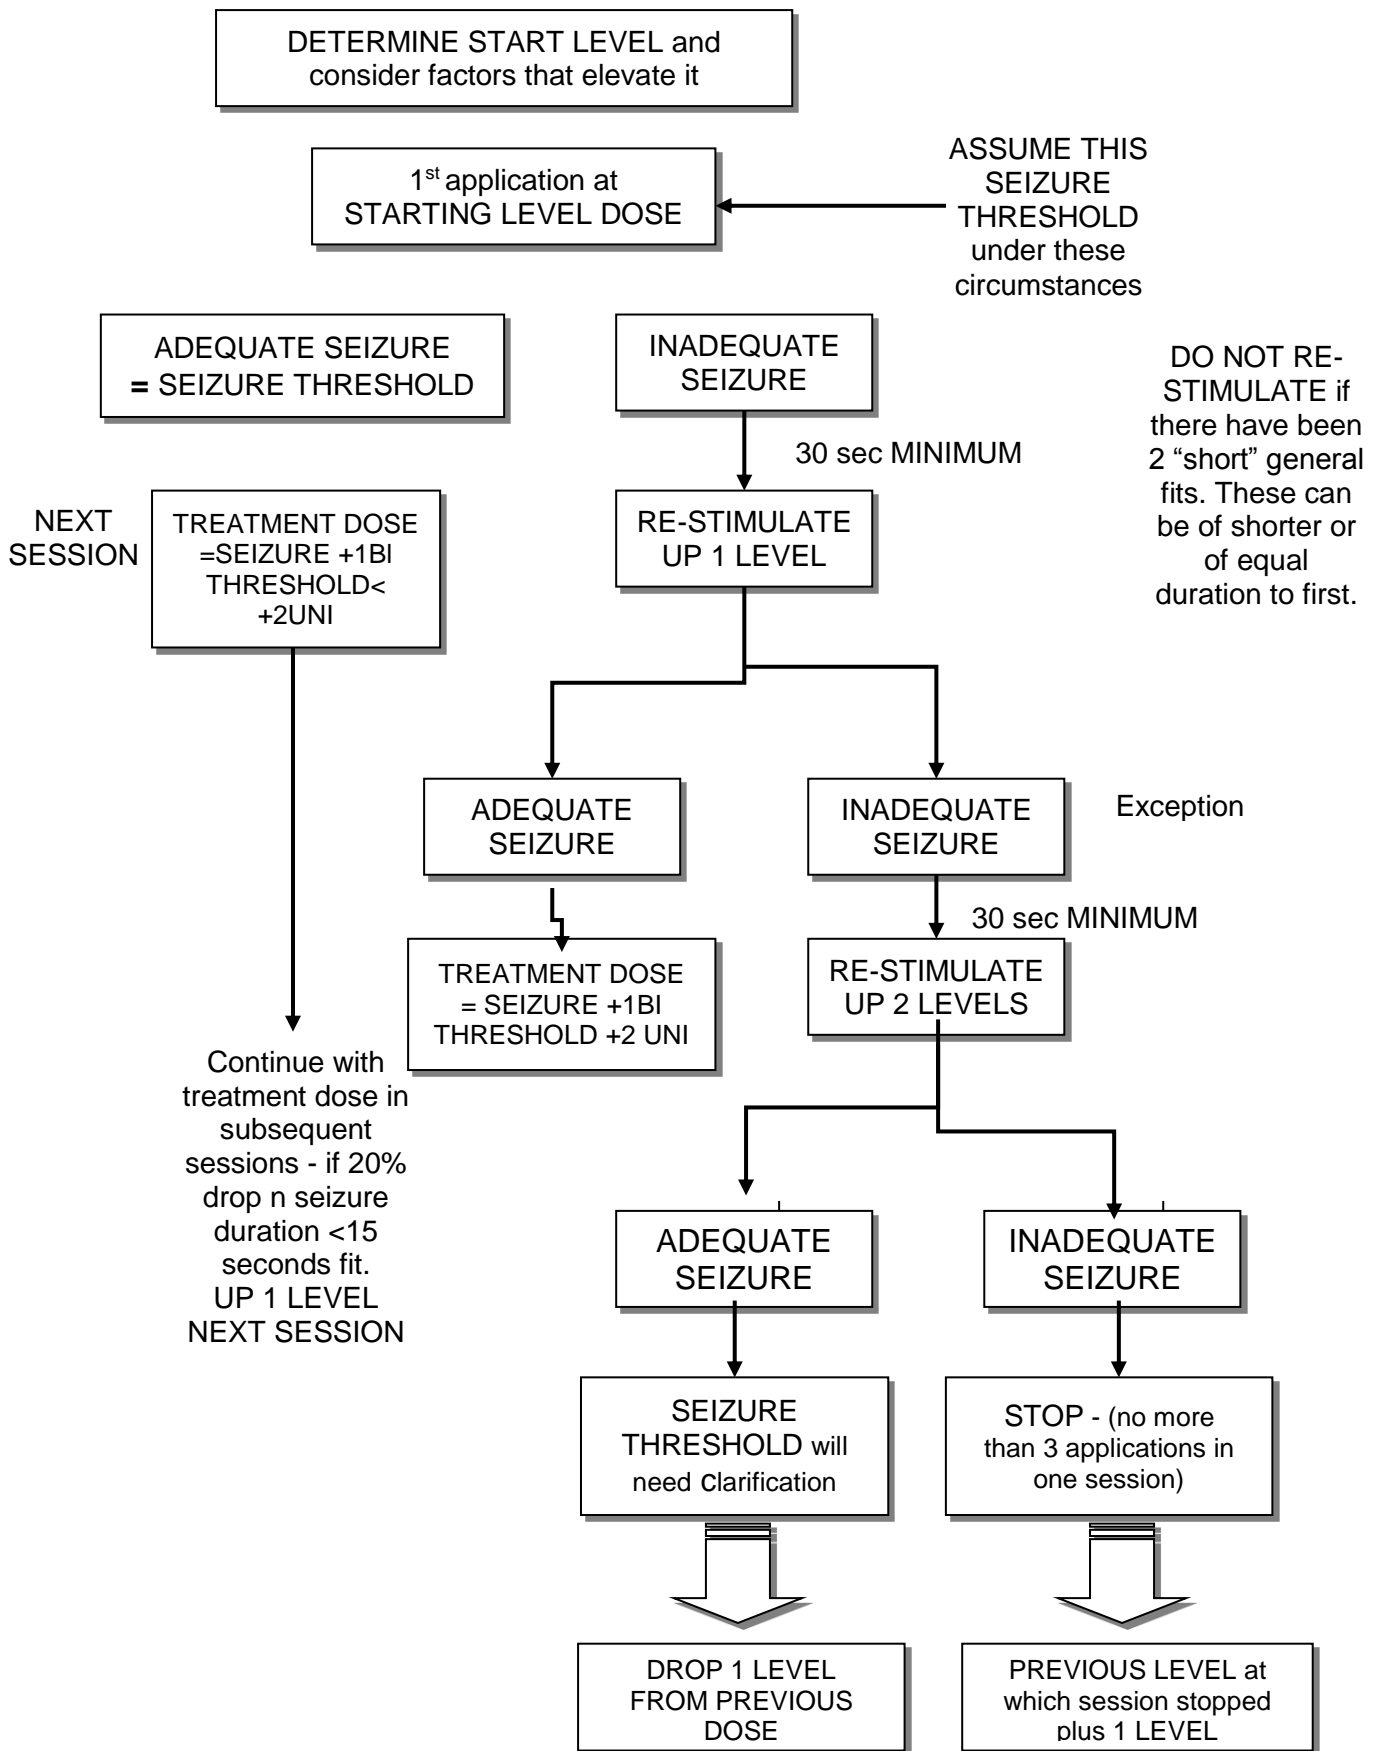 DETERMINE START LEVEL and
consider factors that elevate it
1st application at
STARTING LEVEL DOSE
ASSUME THIS
SEIZURE
THRESHOLD
under these
circumstances
ADEQUATE SEIZURE
= SEIZURE THRESHOLD
INADEQUATE
SEIZURE
DO NOT RE-
STIMULATE if
there have been
2 “short” general
fits. These can
be of shorter or
of equal
duration to first.
30 sec MINIMUM
NEXT
SESSION
TREATMENT DOSE
=SEIZURE +1BI
THRESHOLD<
+2UNI
RE-STIMULATE
UP 1 LEVEL
ADEQUATE
SEIZURE
INADEQUATE
SEIZURE
Exception
30 sec MINIMUM
TREATMENT DOSE
= SEIZURE +1BI
THRESHOLD +2 UNI
RE-STIMULATE
UP 2 LEVELS
Continue with
treatment dose in
subsequent
sessions - if 20%
drop n seizure
duration <15
seconds fit.
UP 1 LEVEL
NEXT SESSION
ADEQUATE
SEIZURE
INADEQUATE
SEIZURE
SEIZURE
THRESHOLD will
need clarification
STOP - (no more
than 3 applications in
one session)
DROP 1 LEVEL
FROM PREVIOUS
DOSE
PREVIOUS LEVEL at
which session stopped
plus 1 LEVEL